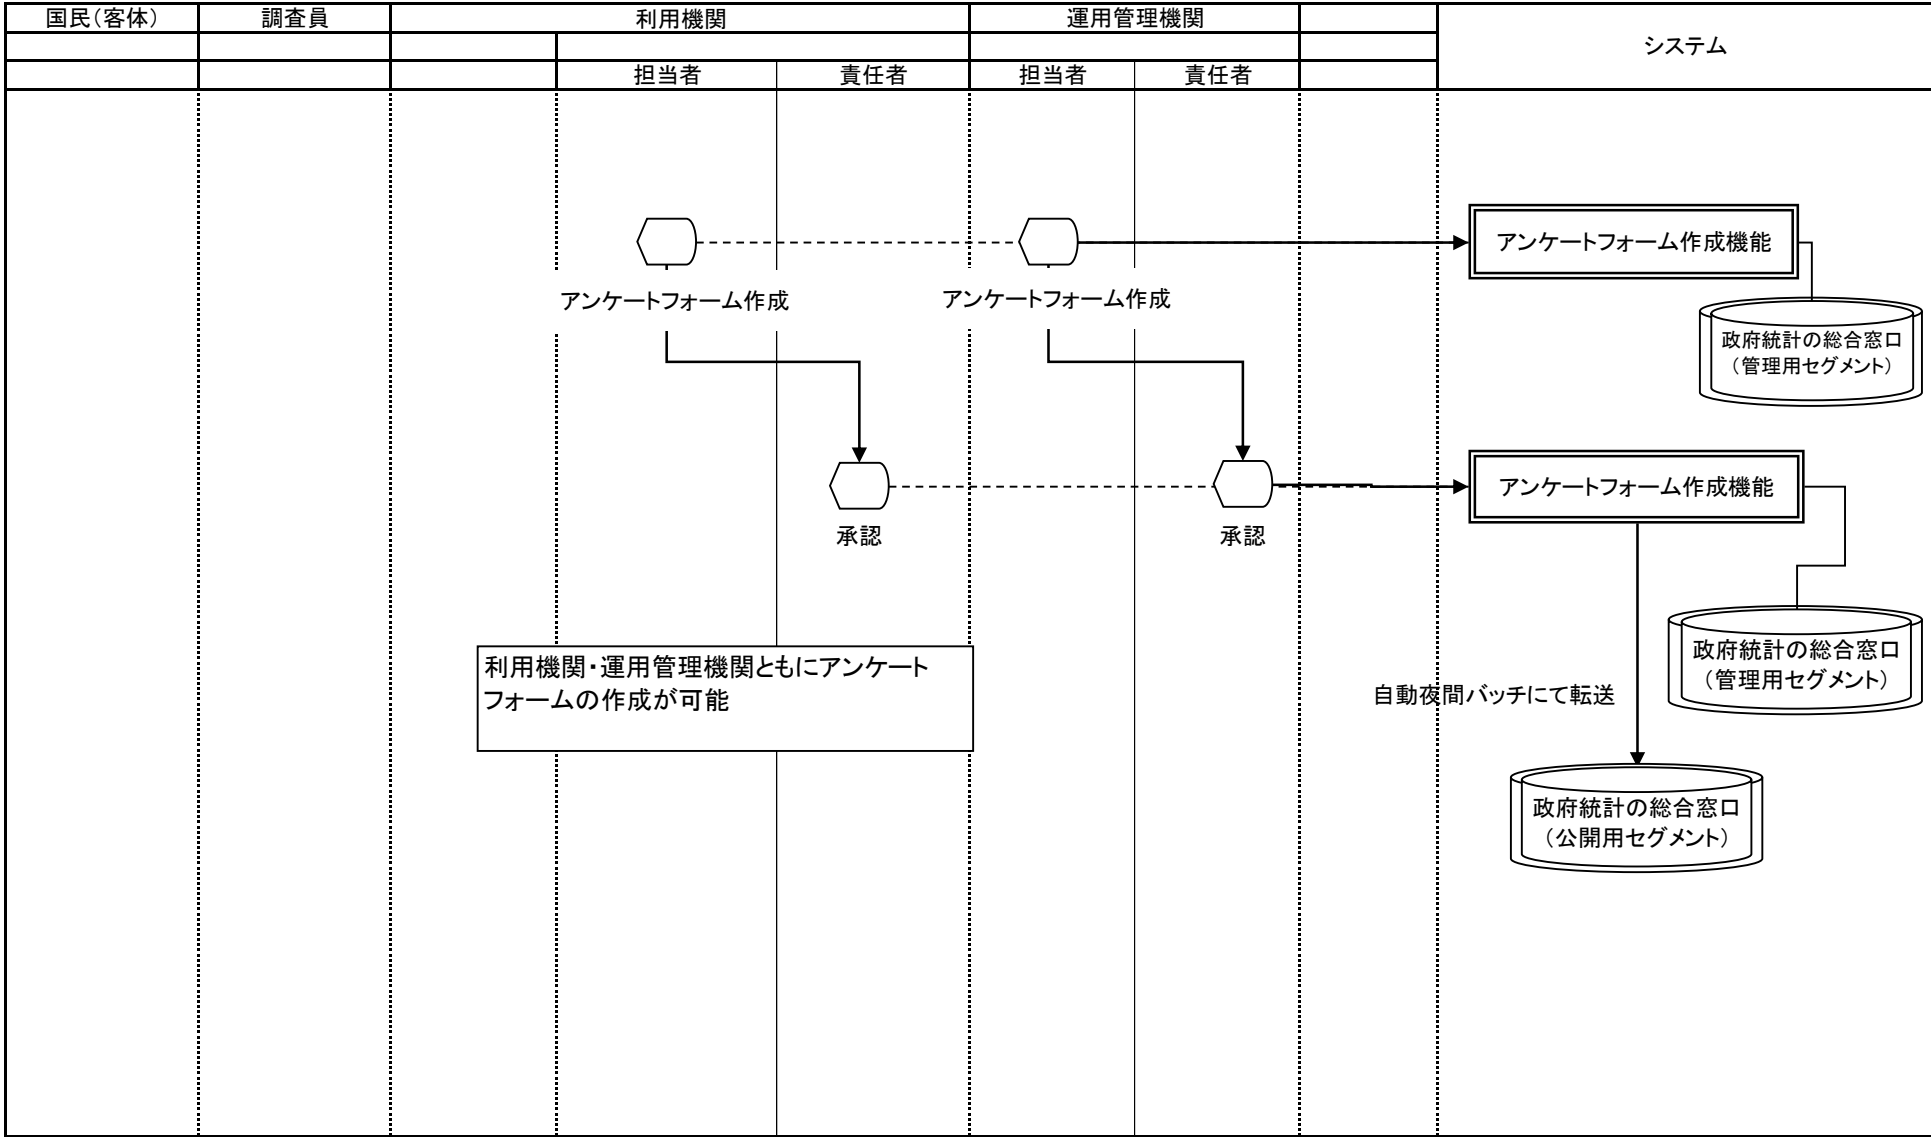 国民（客体）
調査員
利用機関
運用管理機関
システム
担当者
責任者
担当者
責任者
アンケートフォーム作成機能
アンケートフォーム作成
アンケートフォーム作成
政府統計の総合窓口
（管理用セグメント）
アンケートフォーム作成機能
承認
承認
利用機関・運用管理機関ともにアンケート
フォームの作成が可能
政府統計の総合窓口
（管理用セグメント）
自動夜間バッチにて転送
政府統計の総合窓口
（公開用セグメント）